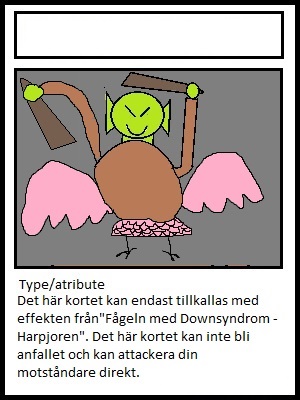 Type/atribute
Det här kortet kan endast tillkallas med
effekten från"Fågeln med Downsyndrom -
Harpjoren". Det här kortet kan inte bli
anfallet och kan attackera din
motståndare direkt.